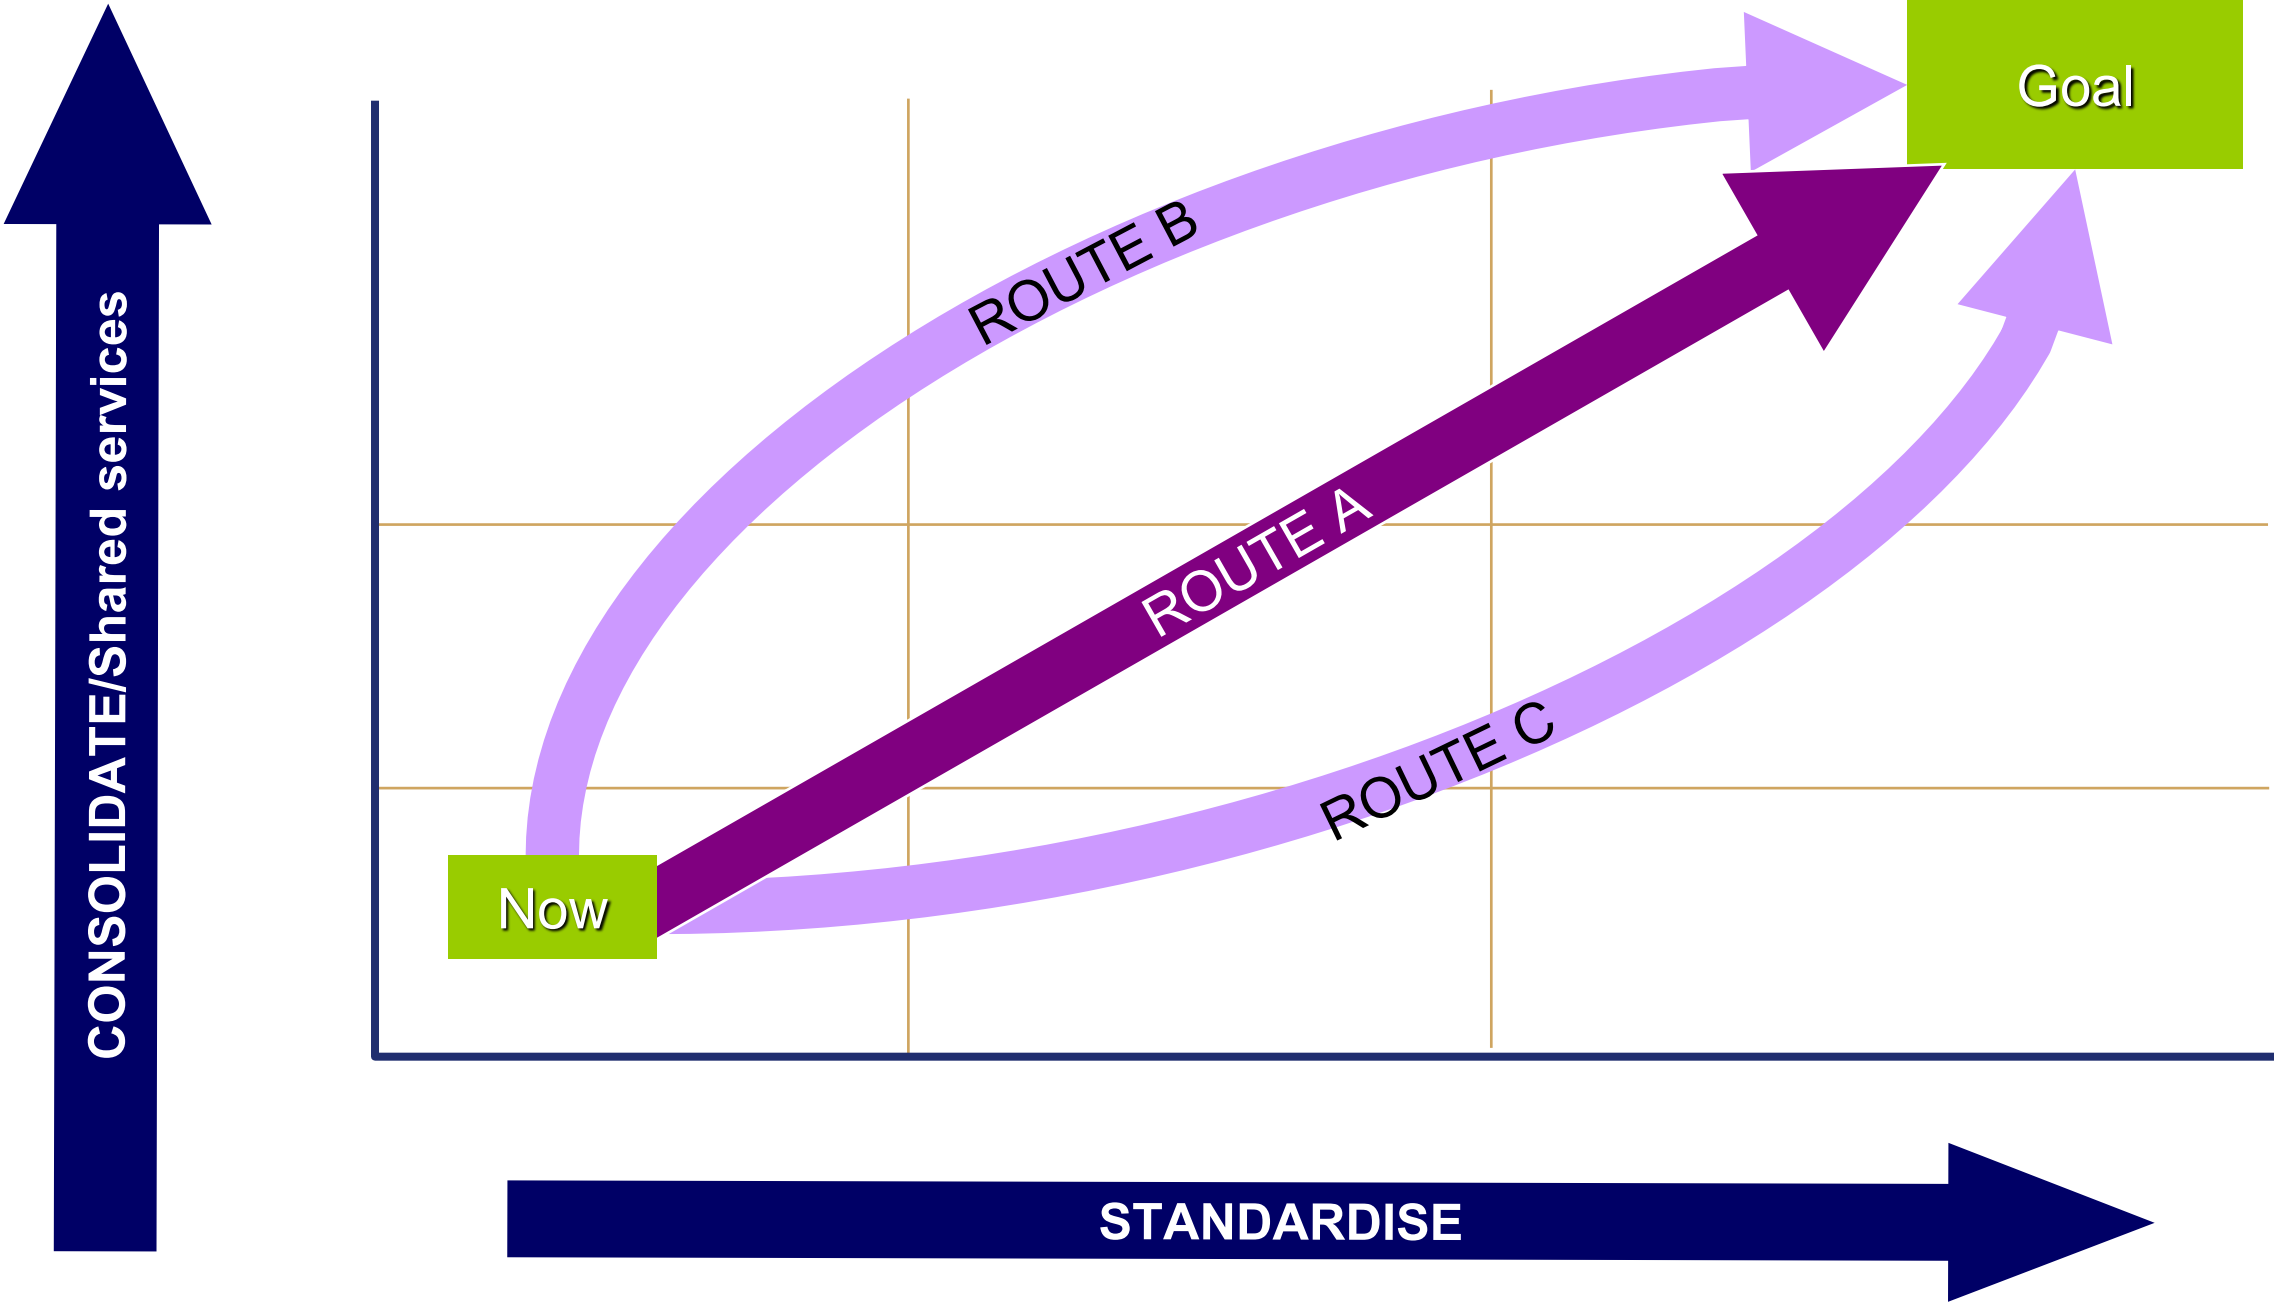 Goal
ROUTE B
ROUTE A
ROUTE C
Now
CONSOLIDATE/Shared services
STANDARDISE